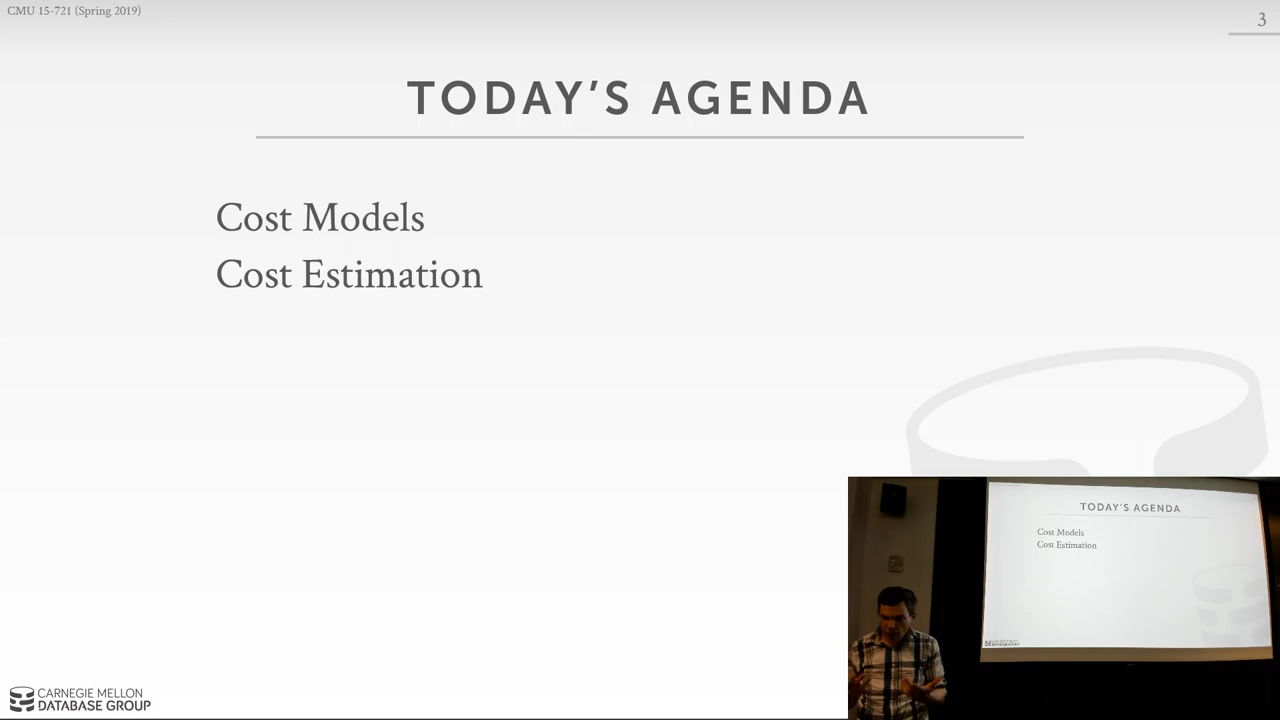 CMU 15-721 (Spring 2019)
3
TODAY'S AGENDA
Cost Models
Cost Estimation
TODAY'S AGENDA
Cost Models
Cost Estimation
CARNEGIE MELLON
DATABASE GROUP